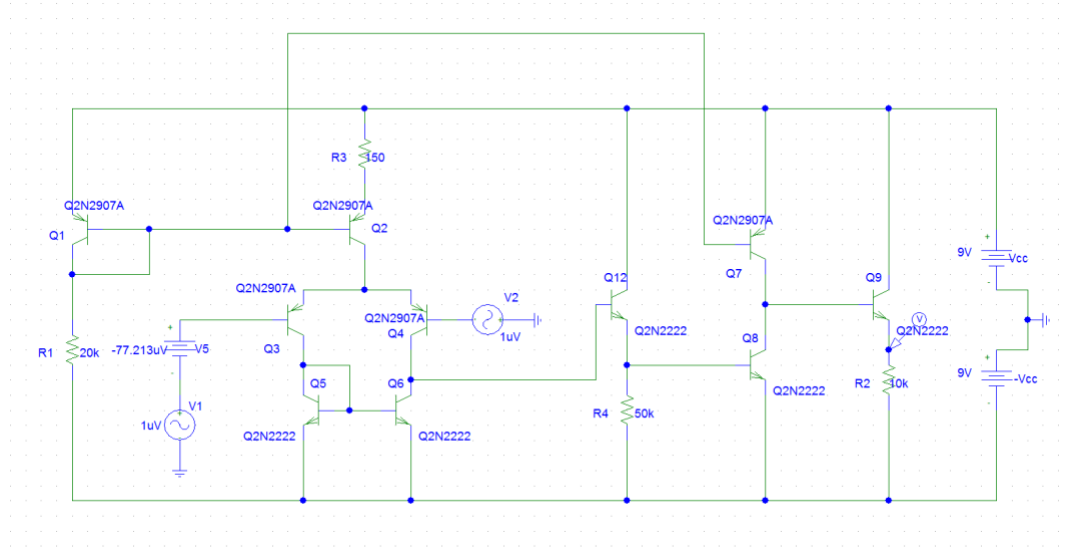 Q2N2907A
Q1
R1
20k
R3
150
Q2N2907A
Q2
Q2N2907A
Q3
Q2N2907A
Q4
V2
1uV
+
-77.213uV
V5
-
V1
+
1uV
Q5
Q2N2222
Q6
Q2N2222
Q12
Q2N2222
R4
50k
Q2N2907A
Q7
Q8
Q2N2222
Q9
Q2N2222
V
R2
10k
+
9V
Vcc
-
+
9V
-Vcc
-